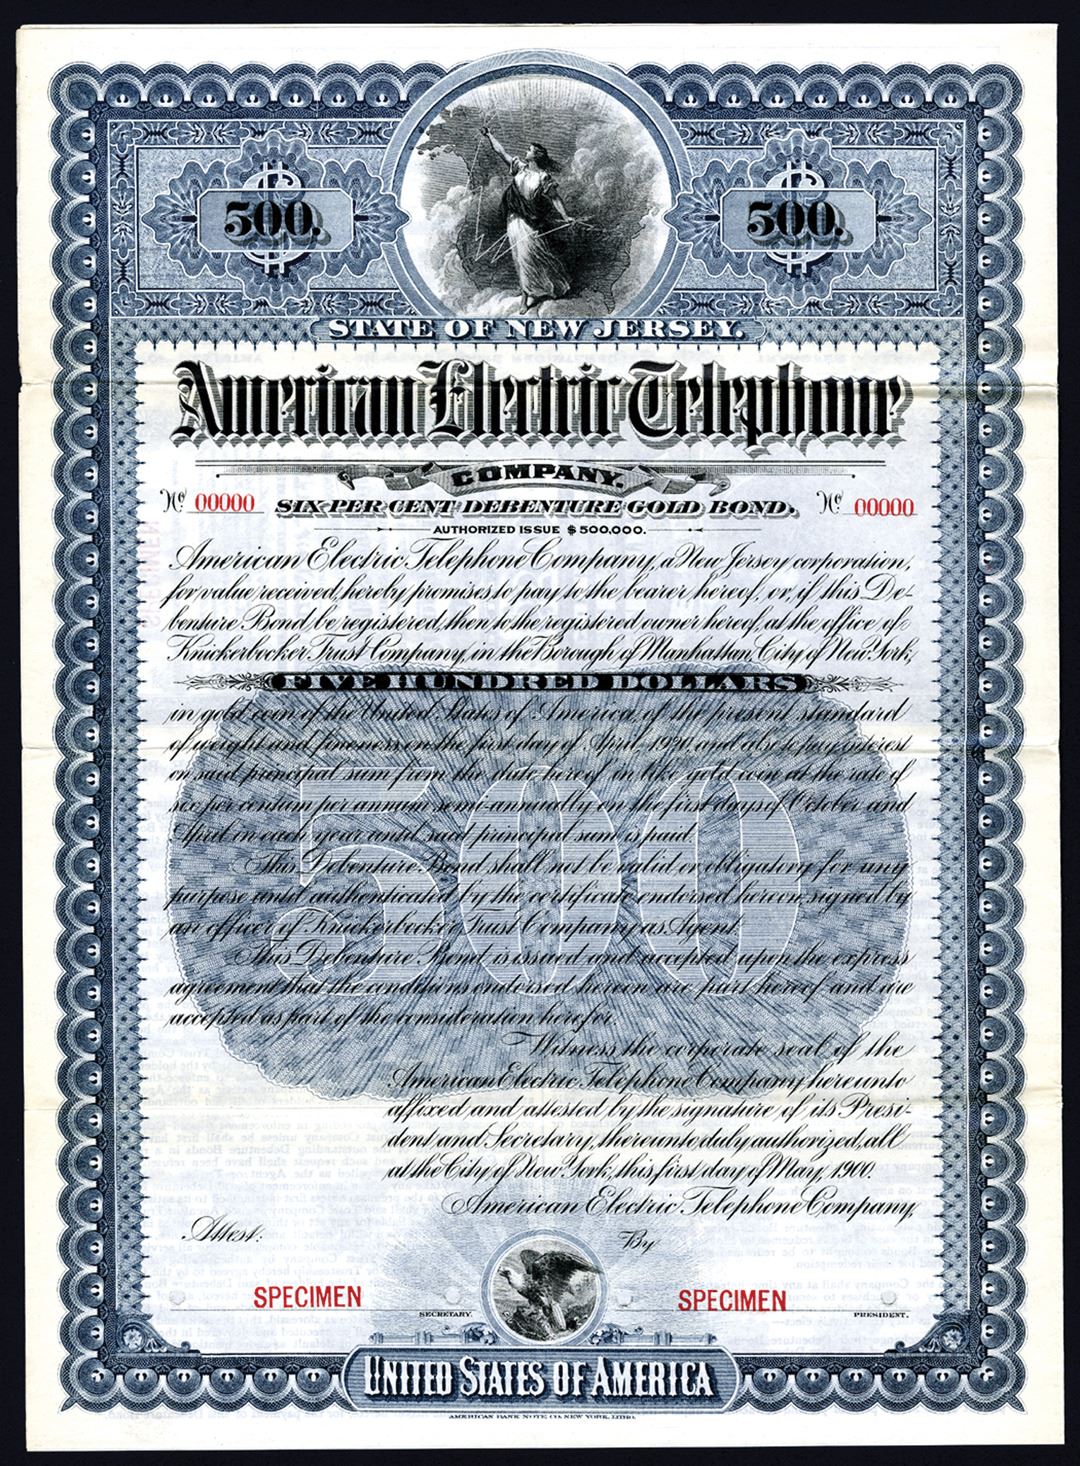 500. 500.
STATE OF NEW JERSEY.
American Electric Telephone
COMPANY.
No 00000 SIX PER CENT DEBENTURE GOLD BOND. No 00000
AUTHORIZED ISSUE $500,000.
American Electric Telephone Company, a New Jersey corporation,
for value received, hereby promises to pay to the bearer hereof, or, if this De-
benture Bond, be registered, then to the registered owner hereof, at the office of
Knickerbocker Trust Company, in the Borough of Manhattan, City of New York,
FIVE HUNDRED DOLLARS
in gold coin of the United States of America, of the present standard
of weight and fineness, on the first day of April, 1920, and also to pay interest
on said principal sum from the date hereof in like gold coin at the rate of
six per centum per annum semi-annually on the first days of October and
April in each year until said principal sum is paid.
This Debenture Bond shall not be valid or obligatory for any
purpose until authenticated by the certificate endorsed hereon, signed by
an officer of Knickerbocker Trust Company, as Agent.
This Debenture Bond is issued and accepted upon the express
agreement that the conditions endorsed hereon are part hereof and are
accepted as part of the consideration herefor.
Witness the corporate seal of the
American Electric Telephone Company, hereunto
affixed and attested by the signature of its Presi-
dent and Secretary, thereunto duly authorized, all
at the City of New York, this first day of May, 1900.
American Electric Telephone Company,
Attest: By
SPECIMEN SPECIMEN
SECRETARY. PRESIDENT.
UNITED STATES OF AMERICA
AMERICAN BANK NOTE CO. NEW YORK, LITHO.